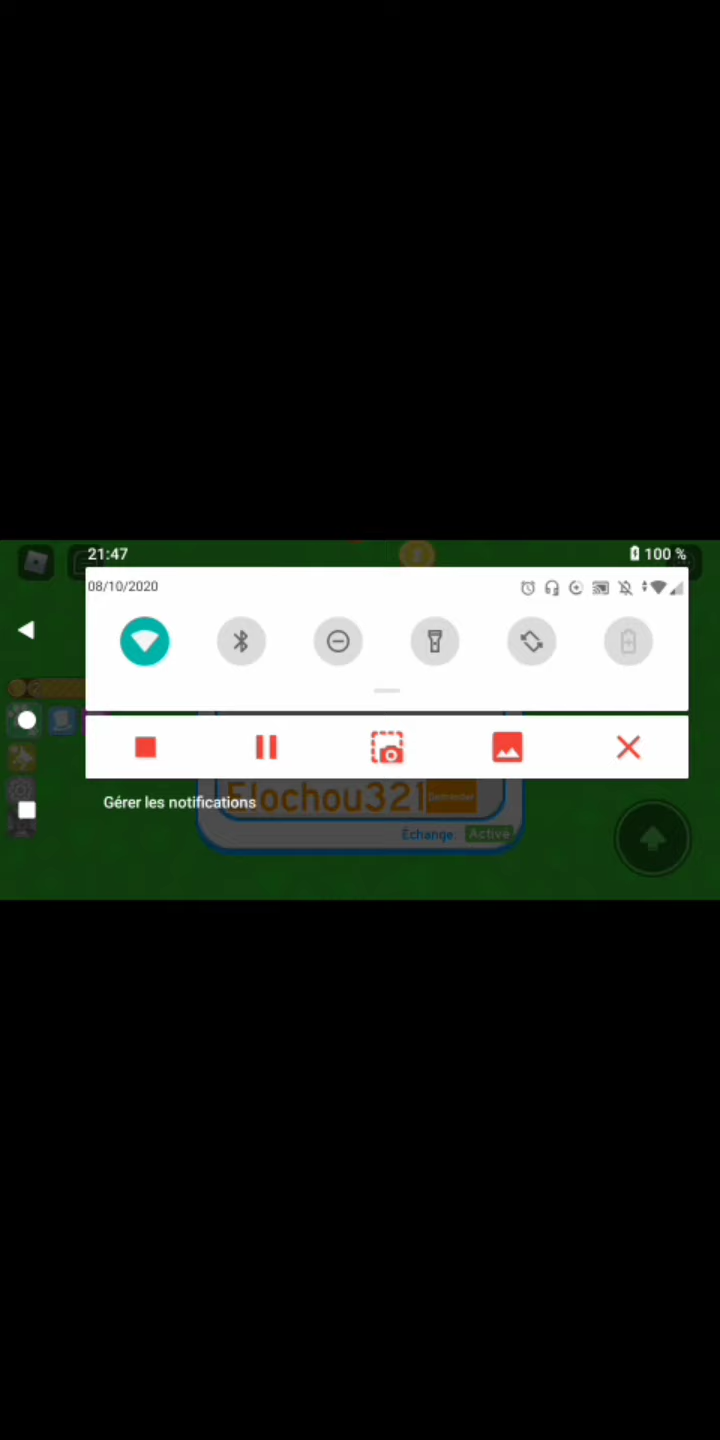 21:47
100 %
08/10/2020
Elochou321
Gérer les notifications
Échange.
Activé